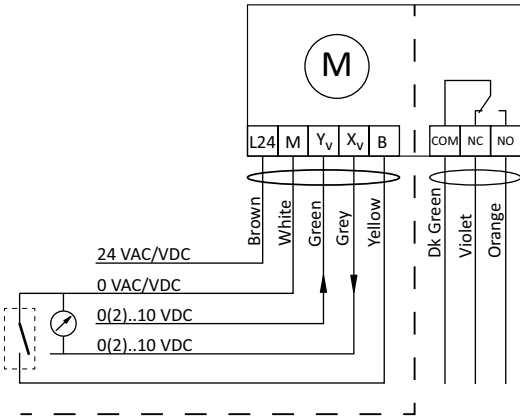 M
L24 M Yv Xv B COM NC NO
Brown
White
Green
Grey
Yellow
Dk Green
Violet
Orange
24 VAC/VDC
0 VAC/VDC
0(2)..10 VDC
0(2)..10 VDC